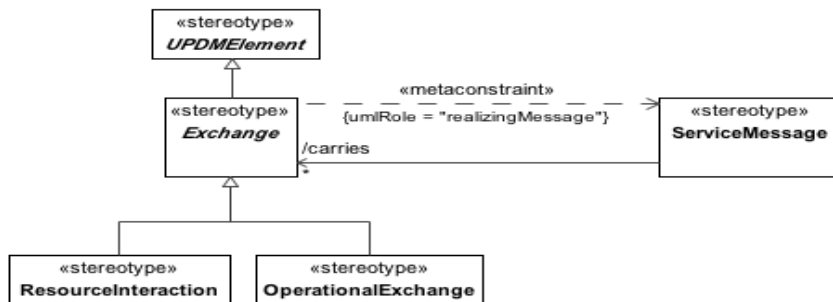 «stereotype»
UPDMElement
«stereotype»
Exchange
«metaconstraint»
{umlRole = "realizingMessage"}
«stereotype»
ServiceMessage
/carries
*
«stereotype»
ResourceInteraction
«stereotype»
OperationalExchange